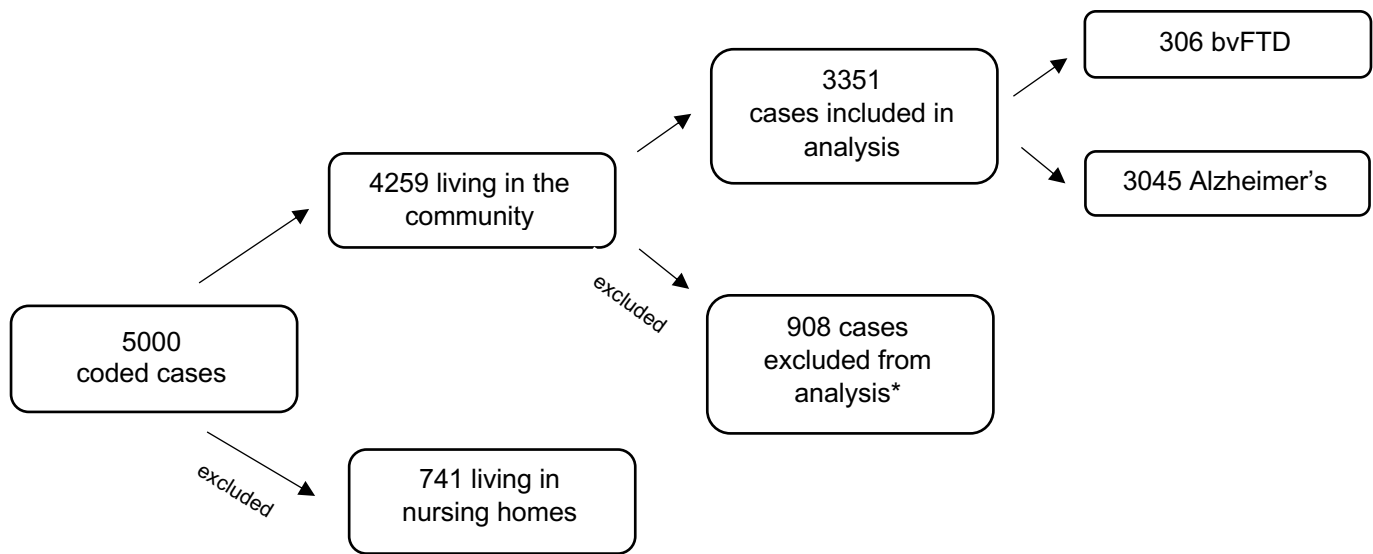 306 bvFTD
3351
cases included in
analysis
3045 Alzheimer’s
4259 living in the
community
excluded
908 cases
excluded from
analysis*
5000
coded cases
excluded
741 living in
nursing homes